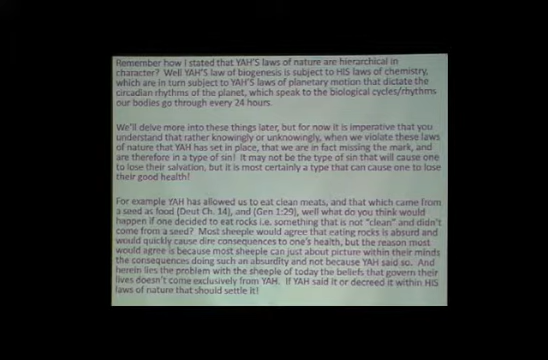 Remember how I stated that YAH'S laws of nature are hierarchical in
character? Well YAH'S law of biogenesis is subject to HIS laws of chemistry,
which are in turn subject to YAH'S laws of planetary motion that dictate the
circadian rhythms of the planet, which speak to the biological cycles/rhythms
our bodies go through every 24 hours.
We'll delve more into these things later, but for now it is imperative that you
understand that rather knowingly or unknowingly, when we violate these laws
of nature that YAH has set in place, that we are in fact missing the mark, and
are therefore in a type of sin! It may not be the type of sin that will cause one
to lose their salvation, but it is most certainly a type that can cause one to lose
their good health!
For example YAH has allowed us to eat clean meats, and that which came from
a seed as food (Deut Ch. 14), and (Gen 1:29), well what do you think would
happen if one decided to eat rocks i.e. something that is not "clean" and didn't
come from a seed? Most sheeple would agree that eating rocks is absurd and
would quickly cause dire consequences to one's health, but the reason most
would agree is because most sheeple can just about picture within their minds
the consequences doing such an absurdity and not because YAH said so. And
herein lies the problem with the sheeple of today the beliefs that govern their
lives doesn't come exclusively from YAH. If YAH said it or decreed it within HIS
laws of nature that should settle it!